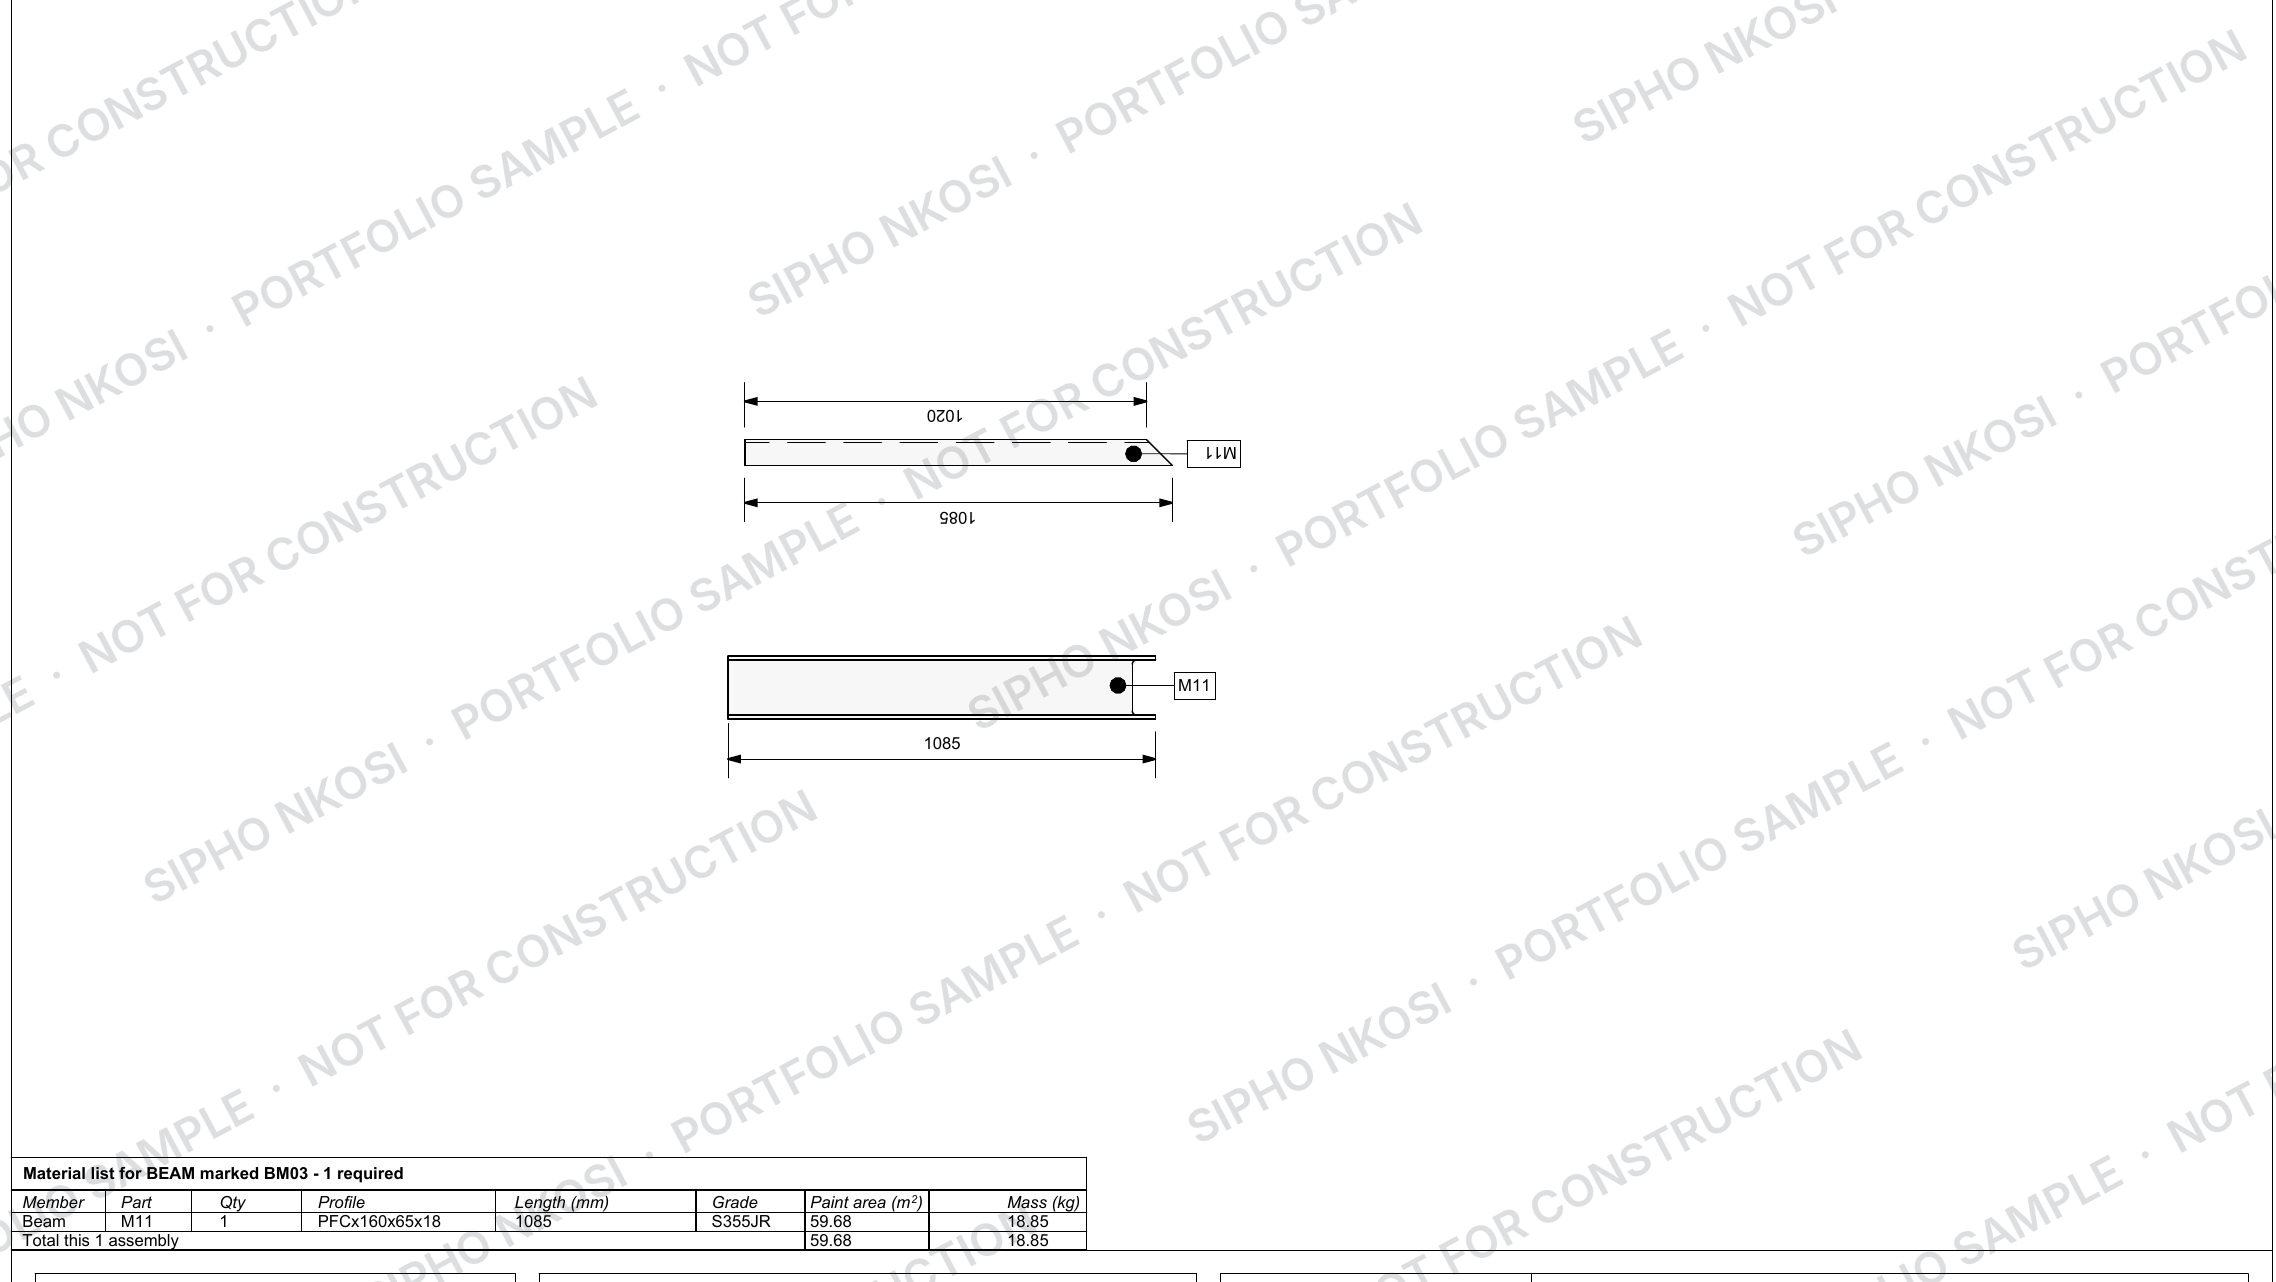 SIPHO NKOSI · PORTFOLIO SAMPLE · NOT FOR CONSTRUCTION
1020
M11
1085
M11
1085
Material list for BEAM marked BM03 - 1 required
Member Part Qty Profile Length (mm) Grade Paint area (m²) Mass (kg)
Beam M11 1 PFCx160x65x18 1085 S355JR 59.68 18.85
Total this 1 assembly 59.68 18.85